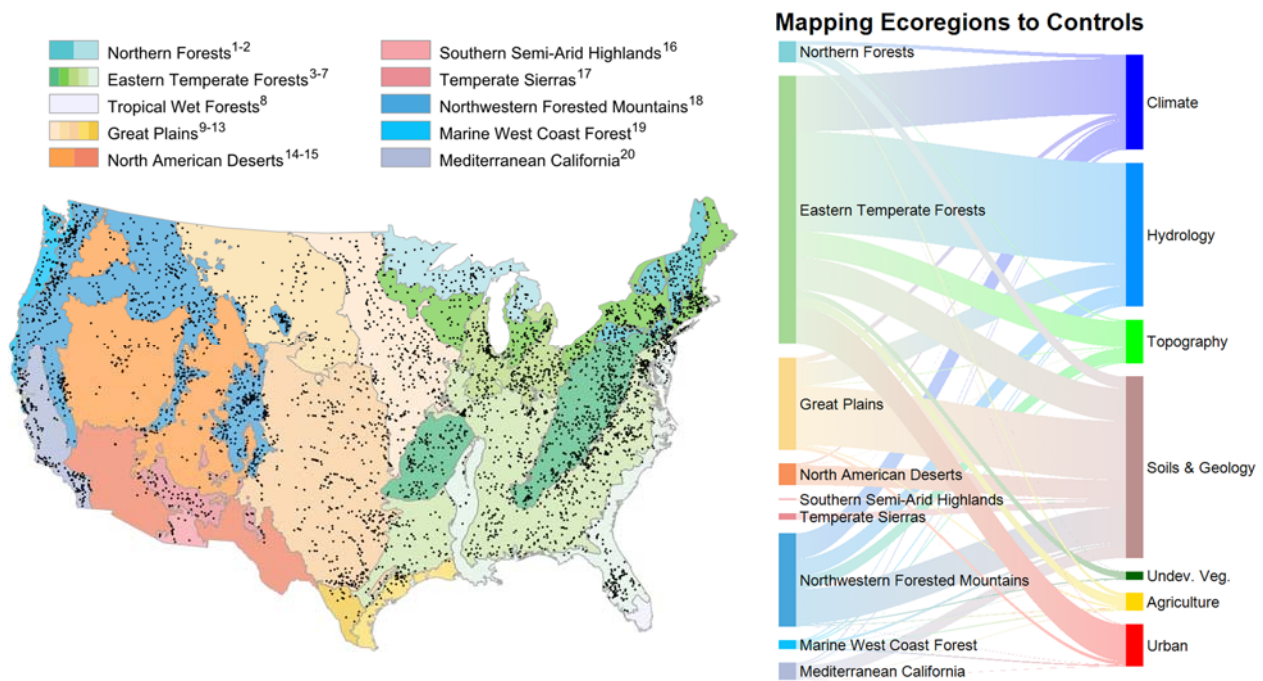 Northern Forests1-2
Eastern Temperate Forests3-7
Tropical Wet Forests8
Great Plains9-13
North American Deserts14-15
Southern Semi-Arid Highlands16
Temperate Sierras17
Northwestern Forested Mountains18
Marine West Coast Forest19
Mediterranean California20
Mapping Ecoregions to Controls
Northern Forests
Eastern Temperate Forests
Great Plains
North American Deserts
Southern Semi-Arid Highlands
Temperate Sierras
Northwestern Forested Mountains
Marine West Coast Forest
Mediterranean California
Climate
Hydrology
Topography
Soils & Geology
Undev. Veg.
Agriculture
Urban